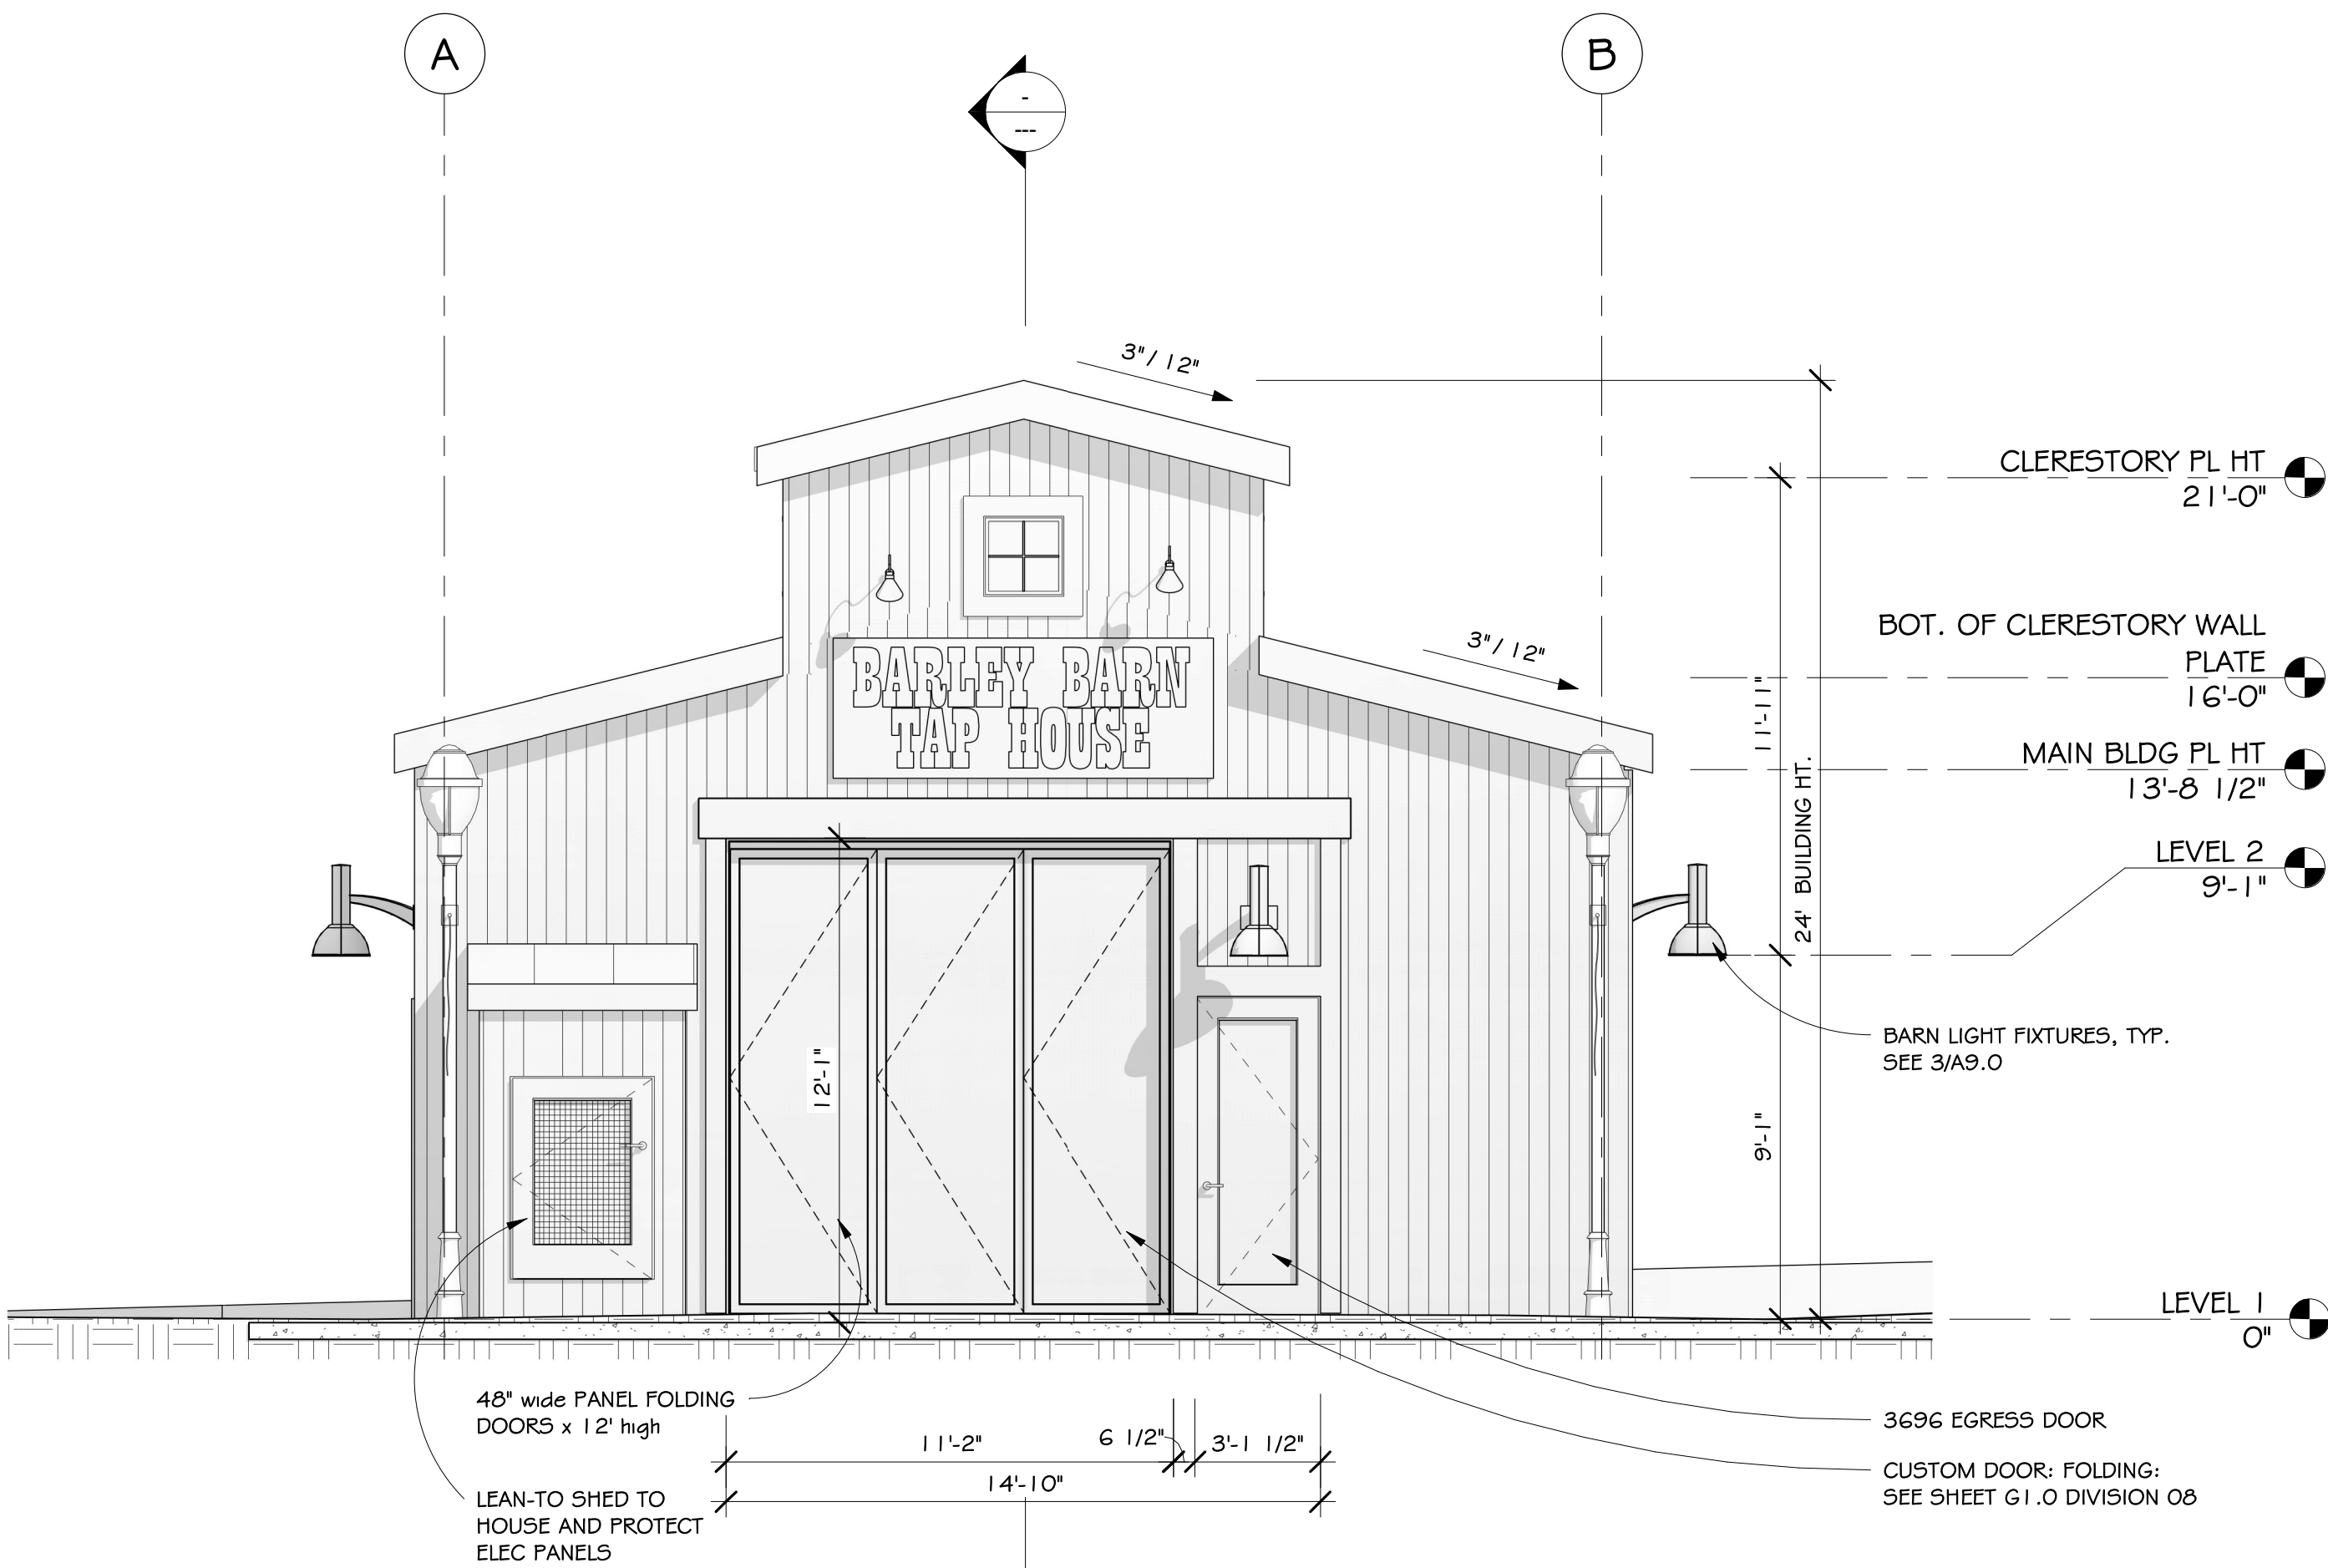 A
B
-
---
3"/12"
CLERESTORY PL HT
21'-0"
BOT. OF CLERESTORY WALL
PLATE
16'-0"
3"/12"
BARLEY BARN
TAP HOUSE
11'-11"
MAIN BLDG PL HT
13'-8 1/2"
24' BUILDING HT.
LEVEL 2
9'-1"
BARN LIGHT FIXTURES, TYP.
SEE 3/A9.0
12'-1"
9'-1"
LEVEL 1
0"
48" wide PANEL FOLDING
DOORS x 12' high
11'-2"
6 1/2"
3'-1 1/2"
14'-10"
3696 EGRESS DOOR
CUSTOM DOOR: FOLDING:
SEE SHEET G1.0 DIVISION 08
LEAN-TO SHED TO
HOUSE AND PROTECT
ELEC PANELS